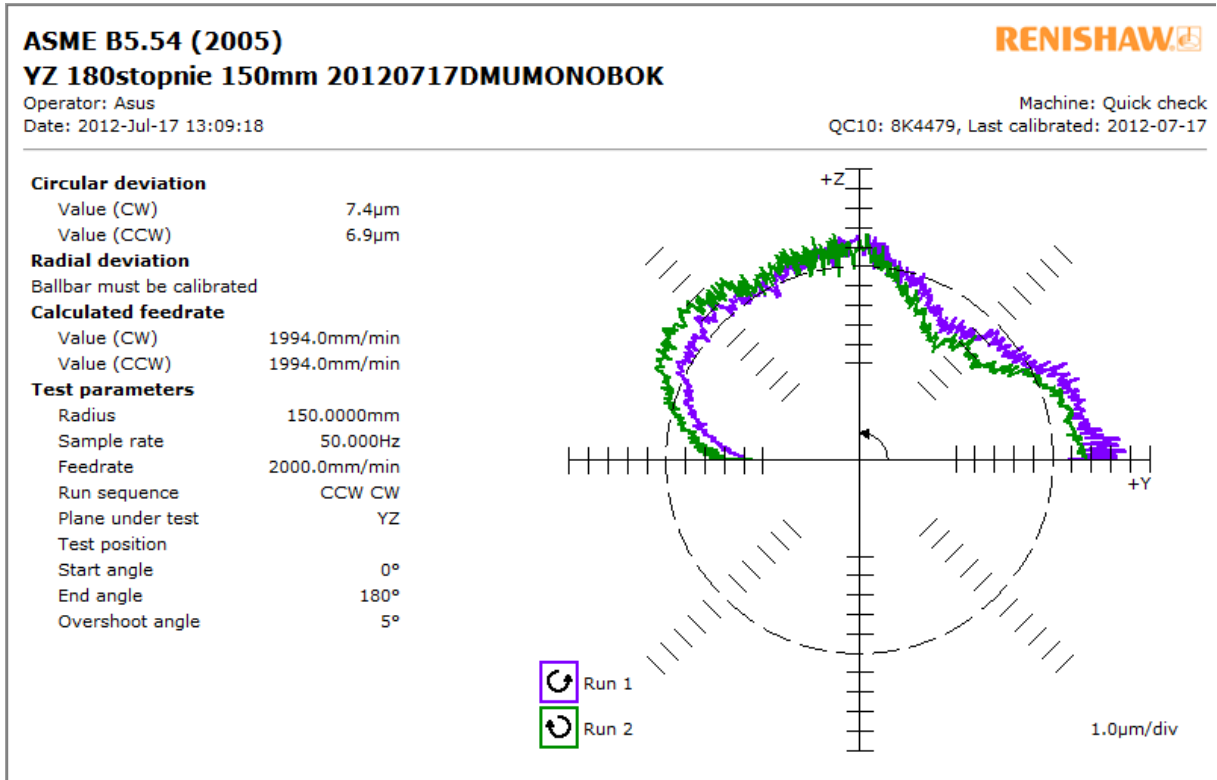 ASME B5.54 (2005)
RENISHAW
YZ 180stopnie 150mm 20120717DMUMONOBOK
Operator: Asus
Machine: Quick check
Date: 2012-Jul-17 13:09:18
QC10: 8K4479, Last calibrated: 2012-07-17
Circular deviation
Value (CW) 7.4µm
Value (CCW) 6.9µm
Radial deviation
Ballbar must be calibrated
Calculated feedrate
Value (CW) 1994.0mm/min
Value (CCW) 1994.0mm/min
Test parameters
Radius 150.0000mm
Sample rate 50.000Hz
Feedrate 2000.0mm/min
Run sequence CCW CW
Plane under test YZ
Test position
Start angle 0°
End angle 180°
Overshoot angle 5°
+Z
+Y
Run 1
Run 2
1.0µm/div